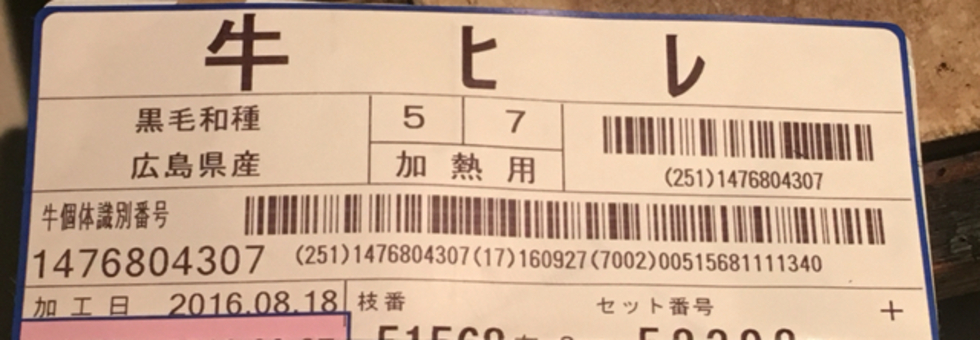 牛ヒレ
黒毛和種 5 7
広島県産 加熱用 (251)1476804307
牛個体識別番号
1476804307 (251)1476804307(17)160927(7002)00515681111340
加工日 2016.08.18 枝番 セット番号 +